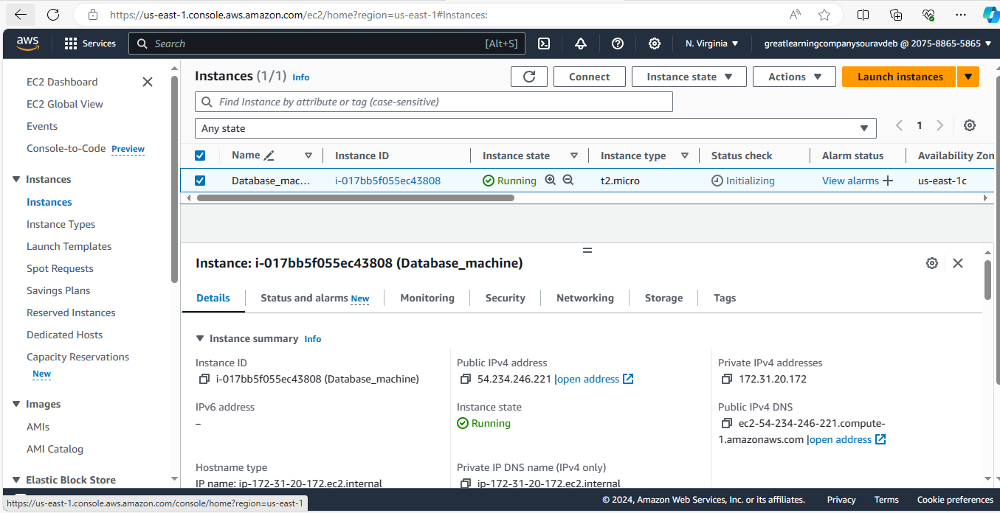 https://us-east-1.console.aws.amazon.com/ec2/home?region=us-east-1#Instances:
aws Services Search [Alt+S] N. Virginia greatlearningcompanysouravdeb @ 2075-8865-5865
EC2 Dashboard
EC2 Global View
Events
Console-to-Code Preview
Instances
Instances
Instance Types
Launch Templates
Spot Requests
Savings Plans
Reserved Instances
Dedicated Hosts
Capacity Reservations
New
Images
AMIs
AMI Catalog
Elastic Block Store
Instances (1/1) Info Connect Instance state Actions Launch instances
Find Instance by attribute or tag (case-sensitive)
Any state 1
Name Instance ID Instance state Instance type Status check Alarm status Availability Zon
Database_mac... i-017bb5f055ec43808 Running t2.micro Initializing View alarms + us-east-1c
Instance: i-017bb5f055ec43808 (Database_machine)
Details Status and alarms New Monitoring Security Networking Storage Tags
Instance summary Info
Instance ID
i-017bb5f055ec43808 (Database_machine)
IPv6 address
–
Hostname type
IP name: ip-172-31-20-172.ec2.internal
Public IPv4 address
54.234.246.221 |open address
Instance state
Running
Private IP DNS name (IPv4 only)
ip-172-31-20-172.ec2.internal
Private IPv4 addresses
172.31.20.172
Public IPv4 DNS
ec2-54-234-246-221.compute-
1.amazonaws.com |open address
https://us-east-1.console.aws.amazon.com/console/home?region=us-east-1
© 2024, Amazon Web Services, Inc. or its affiliates. Privacy Terms Cookie preferences